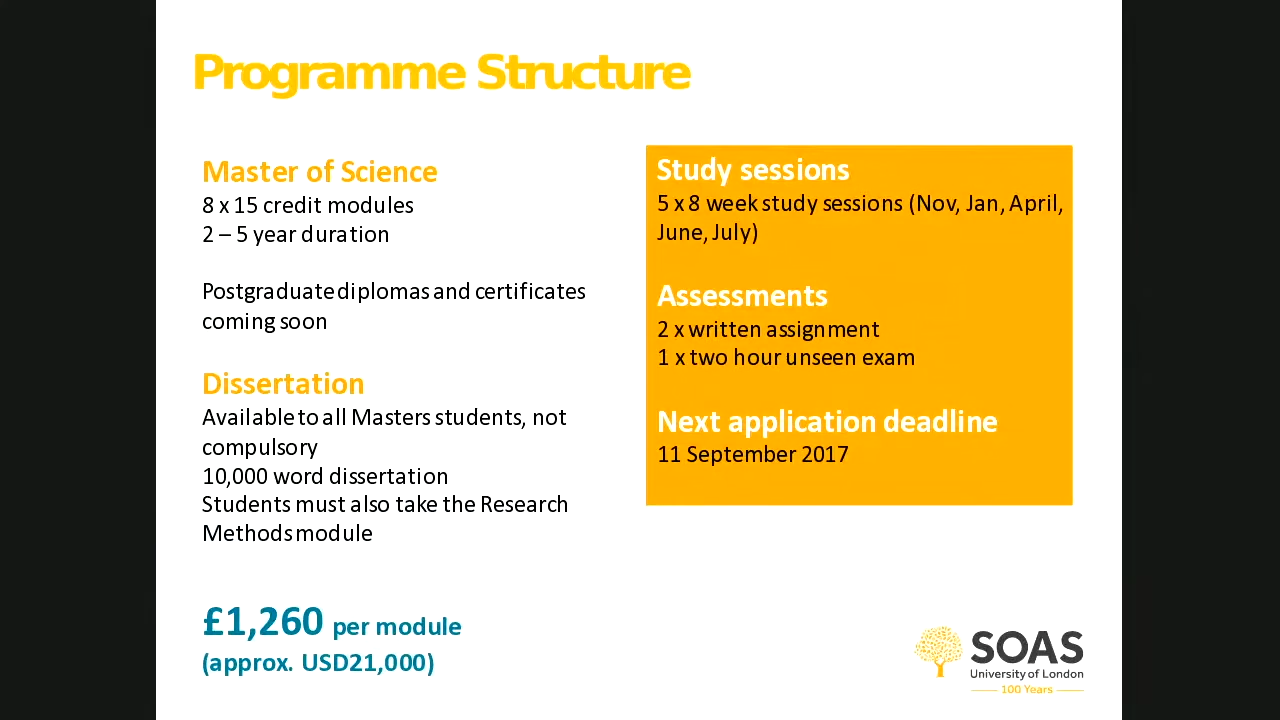 Programme Structure
Master of Science
8 x 15 credit modules
2 – 5 year duration
Postgraduate diplomas and certificates
coming soon
Dissertation
Available to all Masters students, not
compulsory
10,000 word dissertation
Students must also take the Research
Methods module
£1,260 per module
(approx. USD21,000)
Study sessions
5 x 8 week study sessions (Nov, Jan, April,
June, July)
Assessments
2 x written assignment
1 x two hour unseen exam
Next application deadline
11 September 2017
SOAS
University of London
100 Years